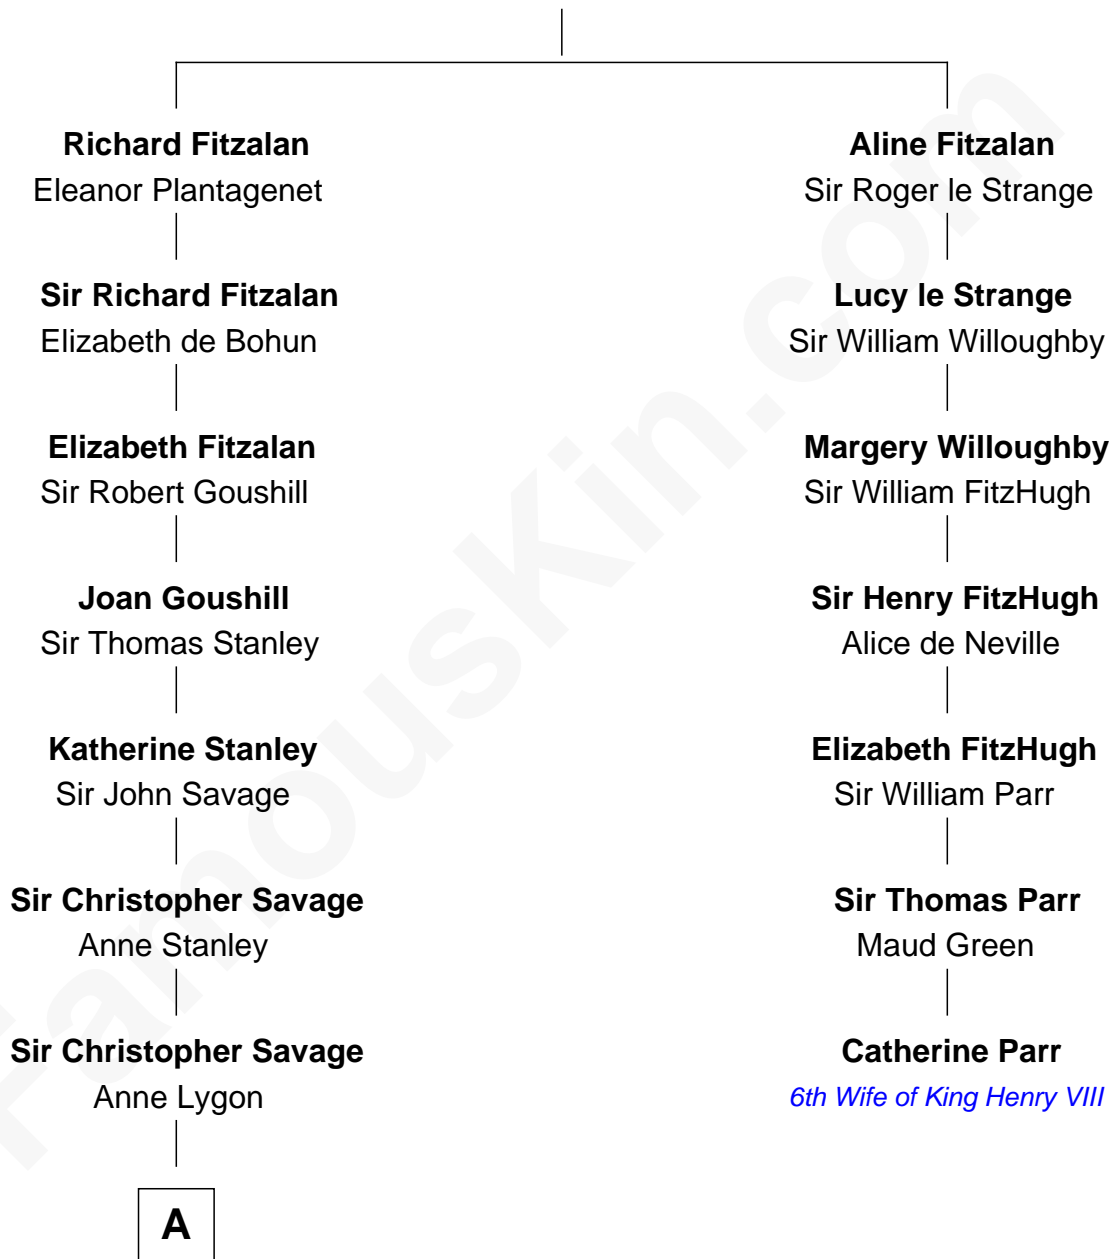 Richard Fitzalan
Eleanor Plantagenet
Aline Fitzalan
Sir Roger le Strange
Sir Richard Fitzalan
Elizabeth de Bohun
Lucy le Strange
Sir William Willoughby
Elizabeth Fitzalan
Sir Robert Goushill
Margery Willoughby
Sir William FitzHugh
Joan Goushill
Sir Thomas Stanley
Sir Henry FitzHugh
Alice de Neville
Katherine Stanley
Sir John Savage
Elizabeth FitzHugh
Sir William Parr
Sir Christopher Savage
Anne Stanley
Sir Thomas Parr
Maud Green
Sir Christopher Savage
Anne Lygon
Catherine Parr
6th Wife of King Henry VIII
A
FamousKin.com